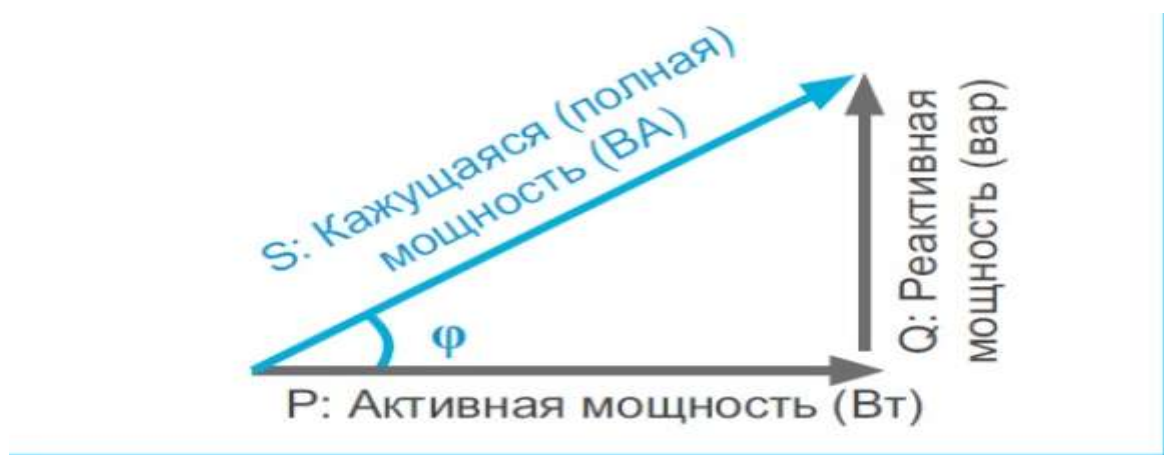 S: Кажущаяся (полная)
мощность (ВА)
φ
Q: Реактивная
мощность (вар)
P: Активная мощность (Вт)